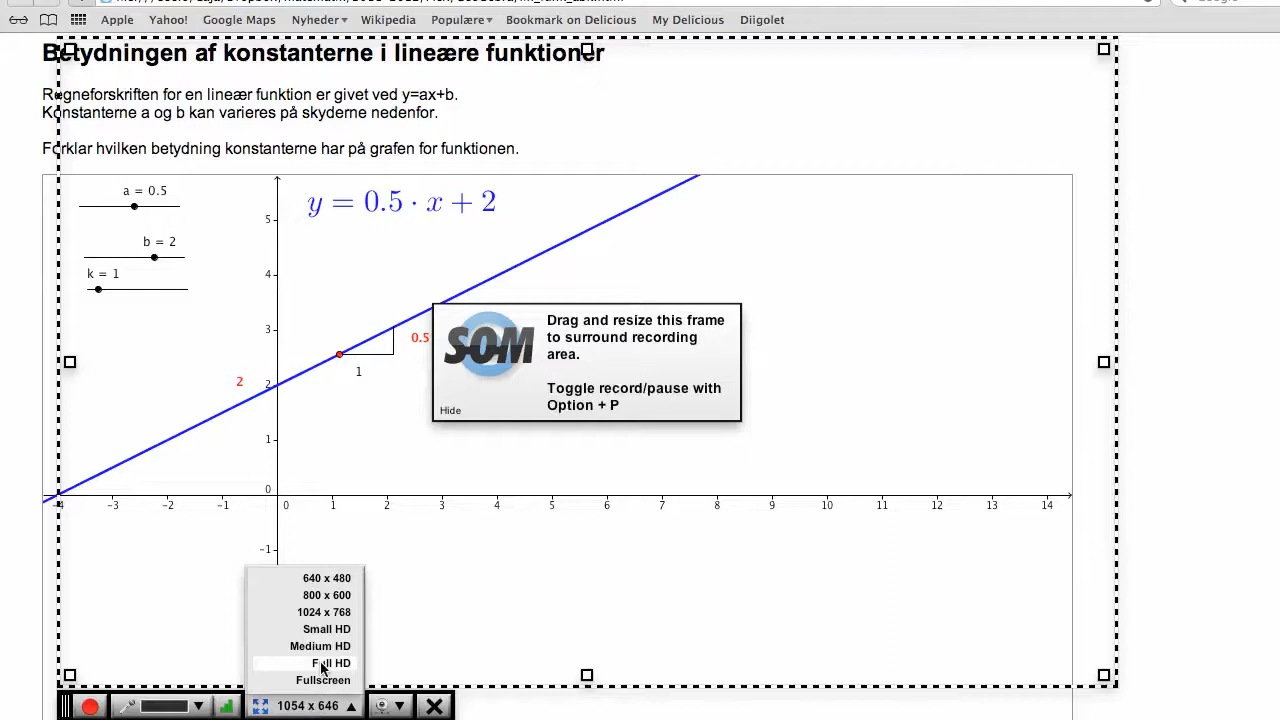 Apple Yahoo! Google Maps Nyheder▾ Wikipedia Populære▾ Bookmark on Delicious My Delicious Diigolet
Betydningen af konstanterne i lineære funktioner
Regneforskriften for en lineær funktion er givet ved y=ax+b.
Konstanterne a og b kan varieres på skyderne nedenfor.
Forklar hvilken betydning konstanterne har på grafen for funktionen.
a = 0.5
y = 0.5 · x + 2
b = 2
k = 1
5
4
3
2
1
0
-1
0.5
1
2
-4 -3 -2 -1 0 1 2 3 4 5 6 7 8 9 10 11 12 13 14
SOM
Drag and resize this frame
to surround recording
area.
Toggle record/pause with
Option + P
Hide
640 x 480
800 x 600
1024 x 768
Small HD
Medium HD
Full HD
Fullscreen
1054 x 646